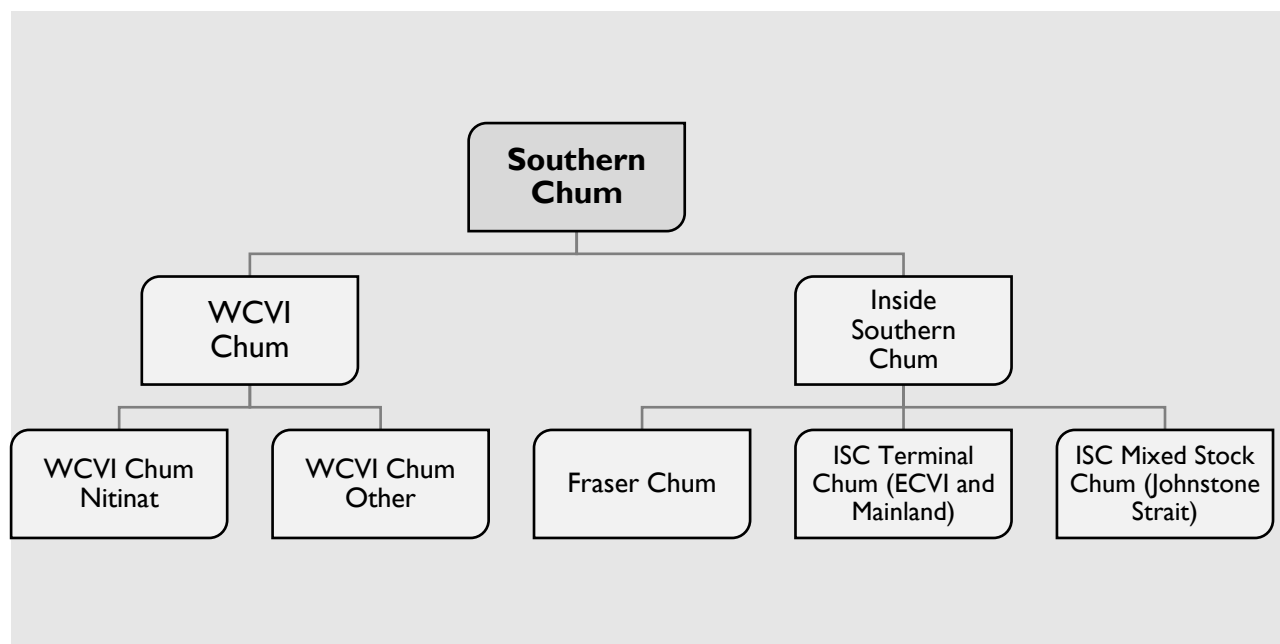 Southern
Chum
WCVI
Chum
Inside
Southern
Chum
WCVI Chum
Nitinat
WCVI Chum
Other
Fraser Chum
ISC Terminal
Chum (ECVI and
Mainland)
ISC Mixed Stock
Chum (Johnstone
Strait)